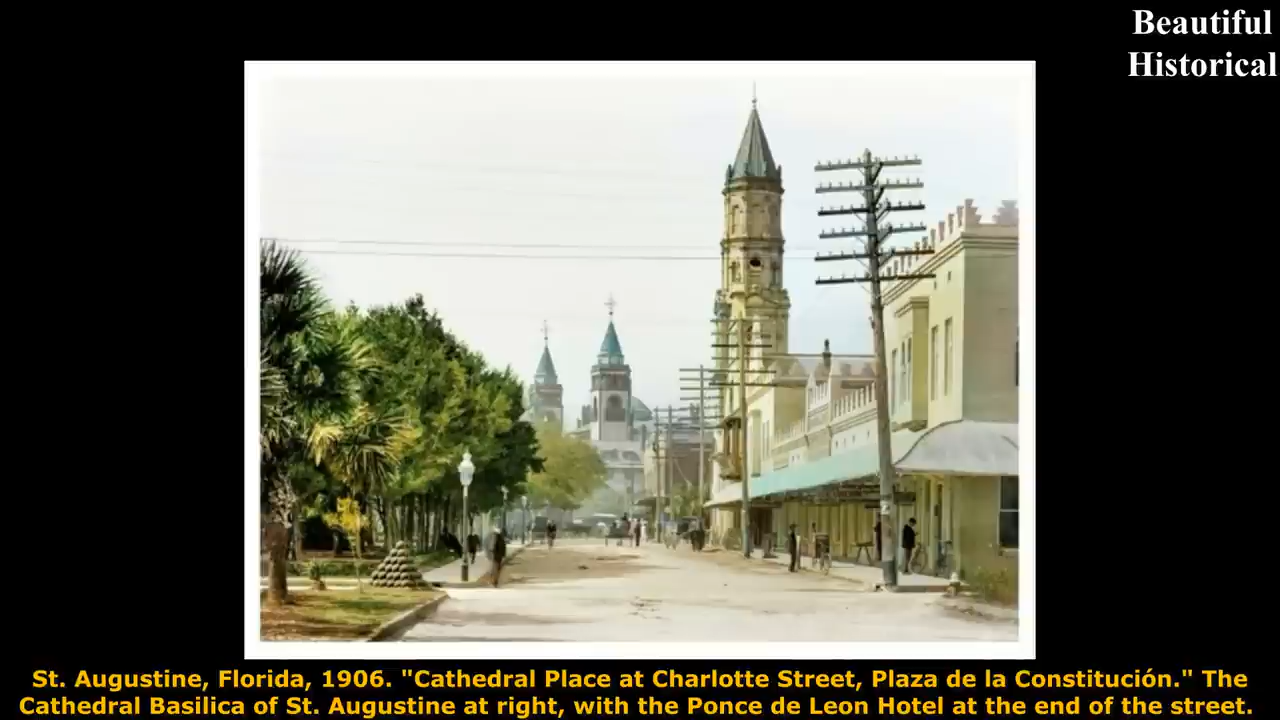 Beautiful
Historical
St. Augustine, Florida, 1906. "Cathedral Place at Charlotte Street, Plaza de la Constitución." The
Cathedral Basilica of St. Augustine at right, with the Ponce de Leon Hotel at the end of the street.